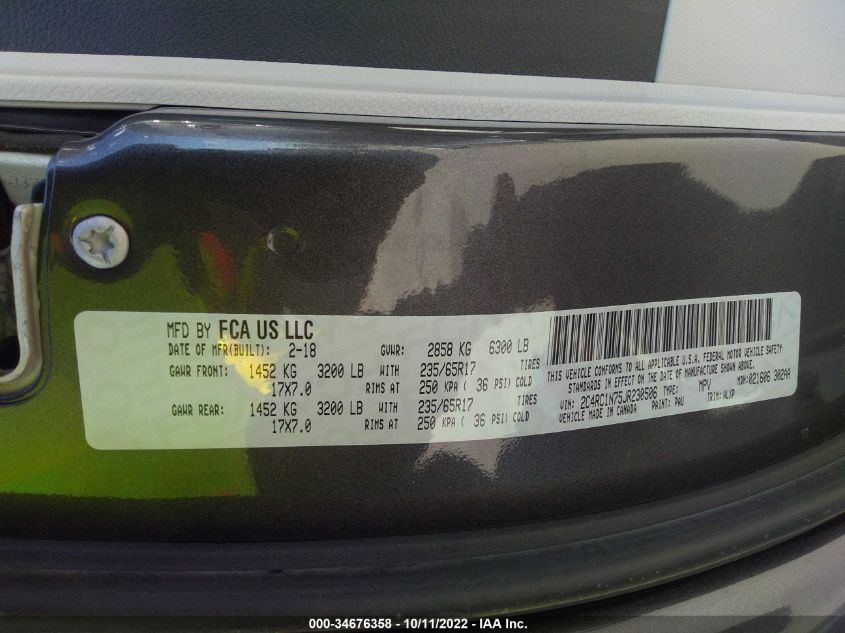 MFD BY FCA US LLC
DATE OF MFR(BUILT): 2-18 GVWR: 2858 KG 6300 LB
GAWR FRONT: 1452 KG 3200 LB WITH 235/65R17 TIRES
17X7.0 RIMS AT 250 KPA ( 36 PSI) COLD
GAWR REAR: 1452 KG 3200 LB WITH 235/65R17 TIRES
17X7.0 RIMS AT 250 KPA ( 36 PSI) COLD
THIS VEHICLE CONFORMS TO ALL APPLICABLE U.S.A. FEDERAL MOTOR VEHICLE SAFETY
STANDARDS IN EFFECT ON THE DATE OF MANUFACTURE SHOWN ABOVE.
MDH:021606 302AA
VIN: 2C4RC1N75JR230506 TYPE: MPV
VEHICLE MADE IN CANADA PAINT: PAU TRIM: ALXP
000-34676358 - 10/11/2022 - IAA Inc.